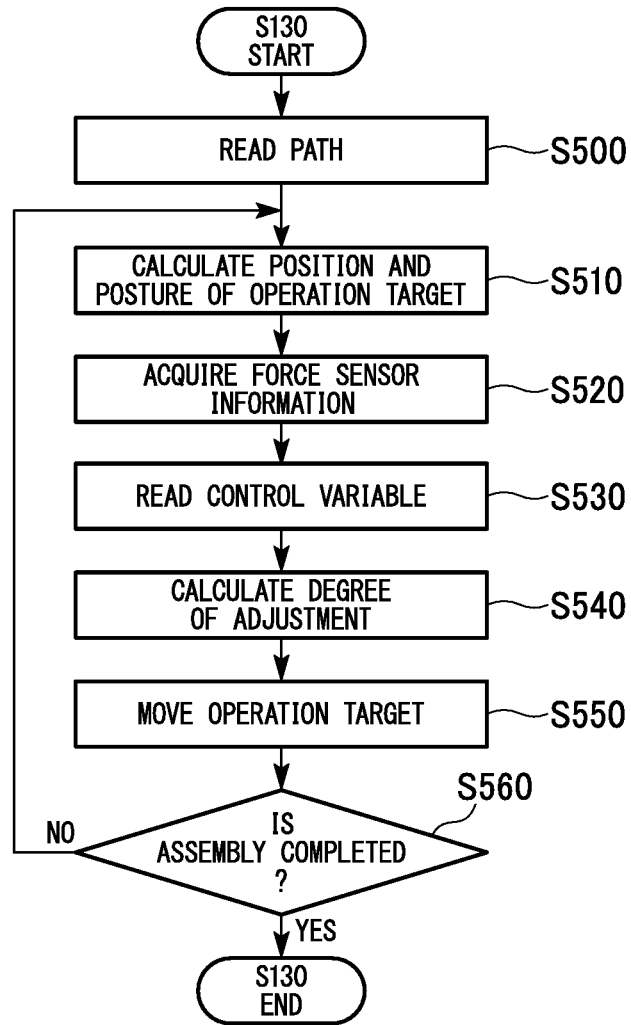 S130
START
READ PATH
S500
CALCULATE POSITION AND
POSTURE OF OPERATION TARGET
S510
ACQUIRE FORCE SENSOR
INFORMATION
S520
READ CONTROL VARIABLE
S530
CALCULATE DEGREE
OF ADJUSTMENT
S540
MOVE OPERATION TARGET
S550
S560
IS
ASSEMBLY COMPLETED
?
NO
YES
S130
END